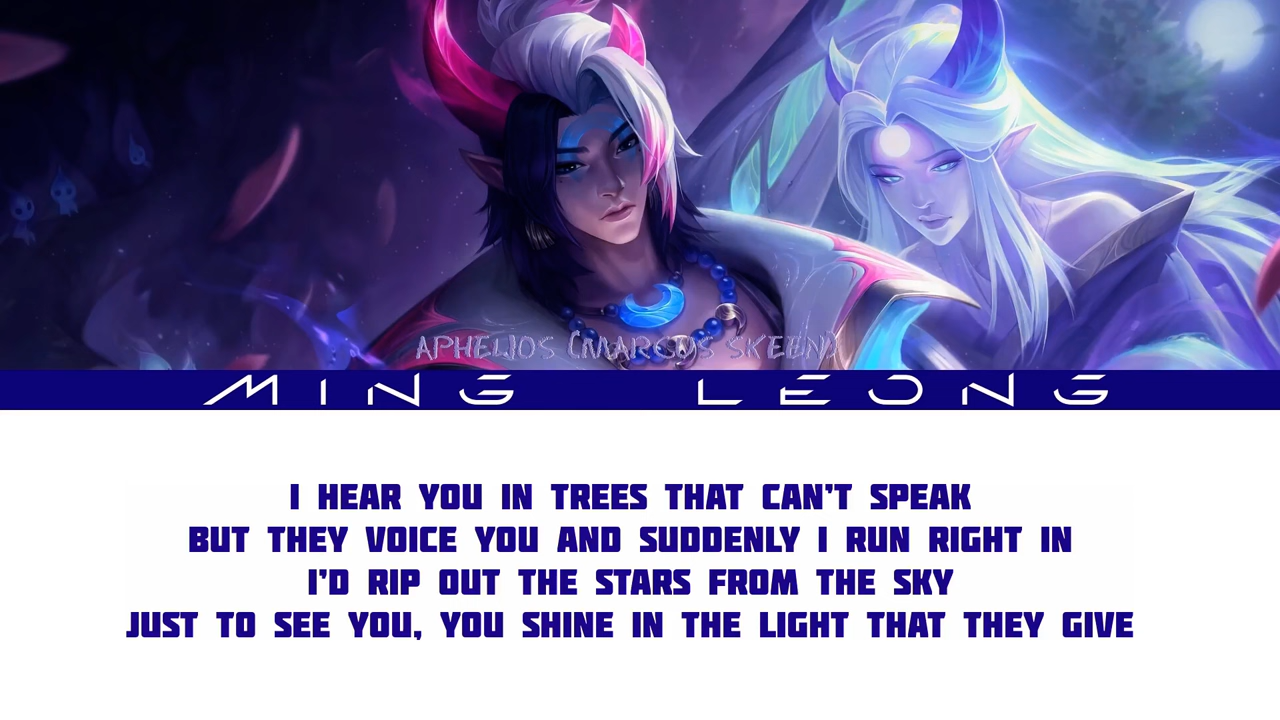 APHELIOS (MARCUS SKEEN)
MING LEONG
I HEAR YOU IN TREES THAT CAN'T SPEAK
BUT THEY VOICE YOU AND SUDDENLY I RUN RIGHT IN
I'D RIP OUT THE STARS FROM THE SKY
JUST TO SEE YOU, YOU SHINE IN THE LIGHT THAT THEY GIVE